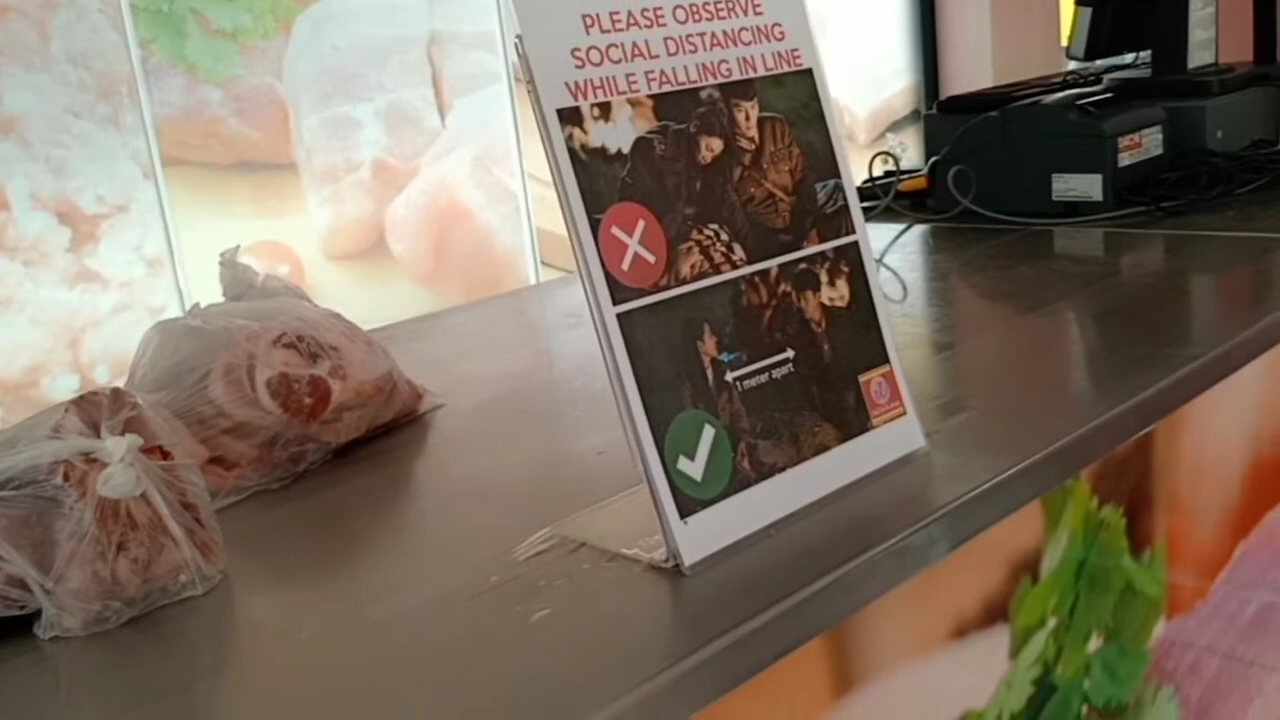 PLEASE OBSERVE
SOCIAL DISTANCING
WHILE FALLING IN LINE
1 meter apart